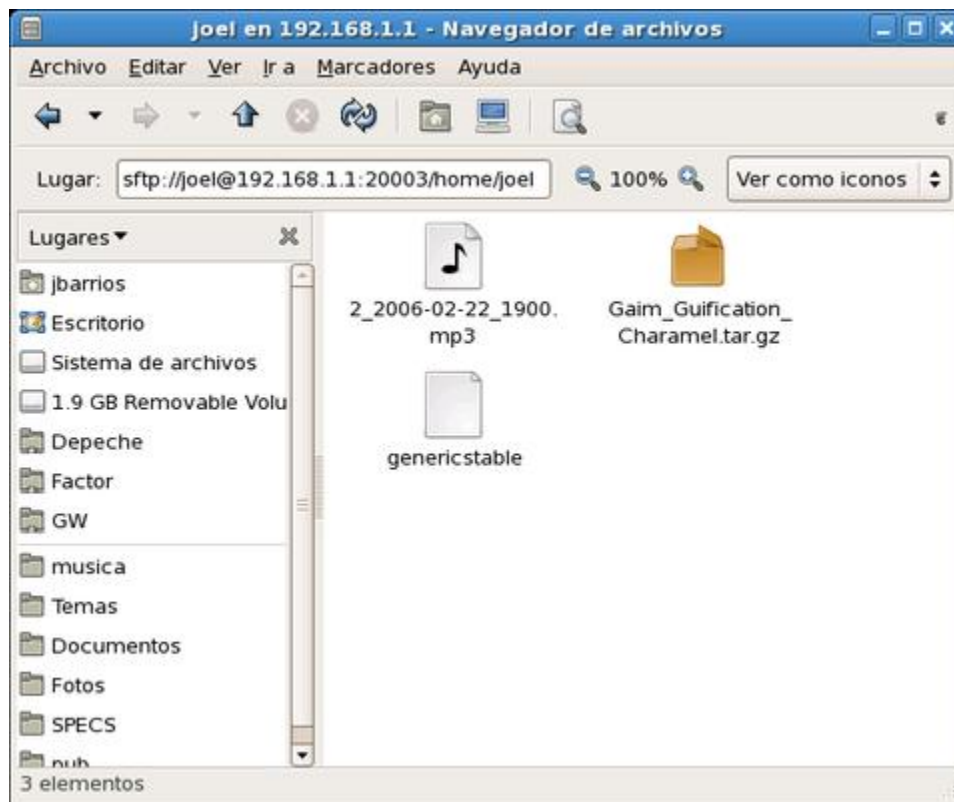 joel en 192.168.1.1 - Navegador de archivos
Archivo Editar Ver Ir a Marcadores Ayuda
Lugar: sftp://joel@192.168.1.1:20003/home/joel 100% Ver como iconos
Lugares
jbarrios
Escritorio
Sistema de archivos
1.9 GB Removable Volu
Depeche
Factor
GW
musica
Temas
Documentos
Fotos
SPECS
pub
2_2006-02-22_1900.
mp3
Gaim_Guification_
Charamel.tar.gz
genericstable
3 elementos